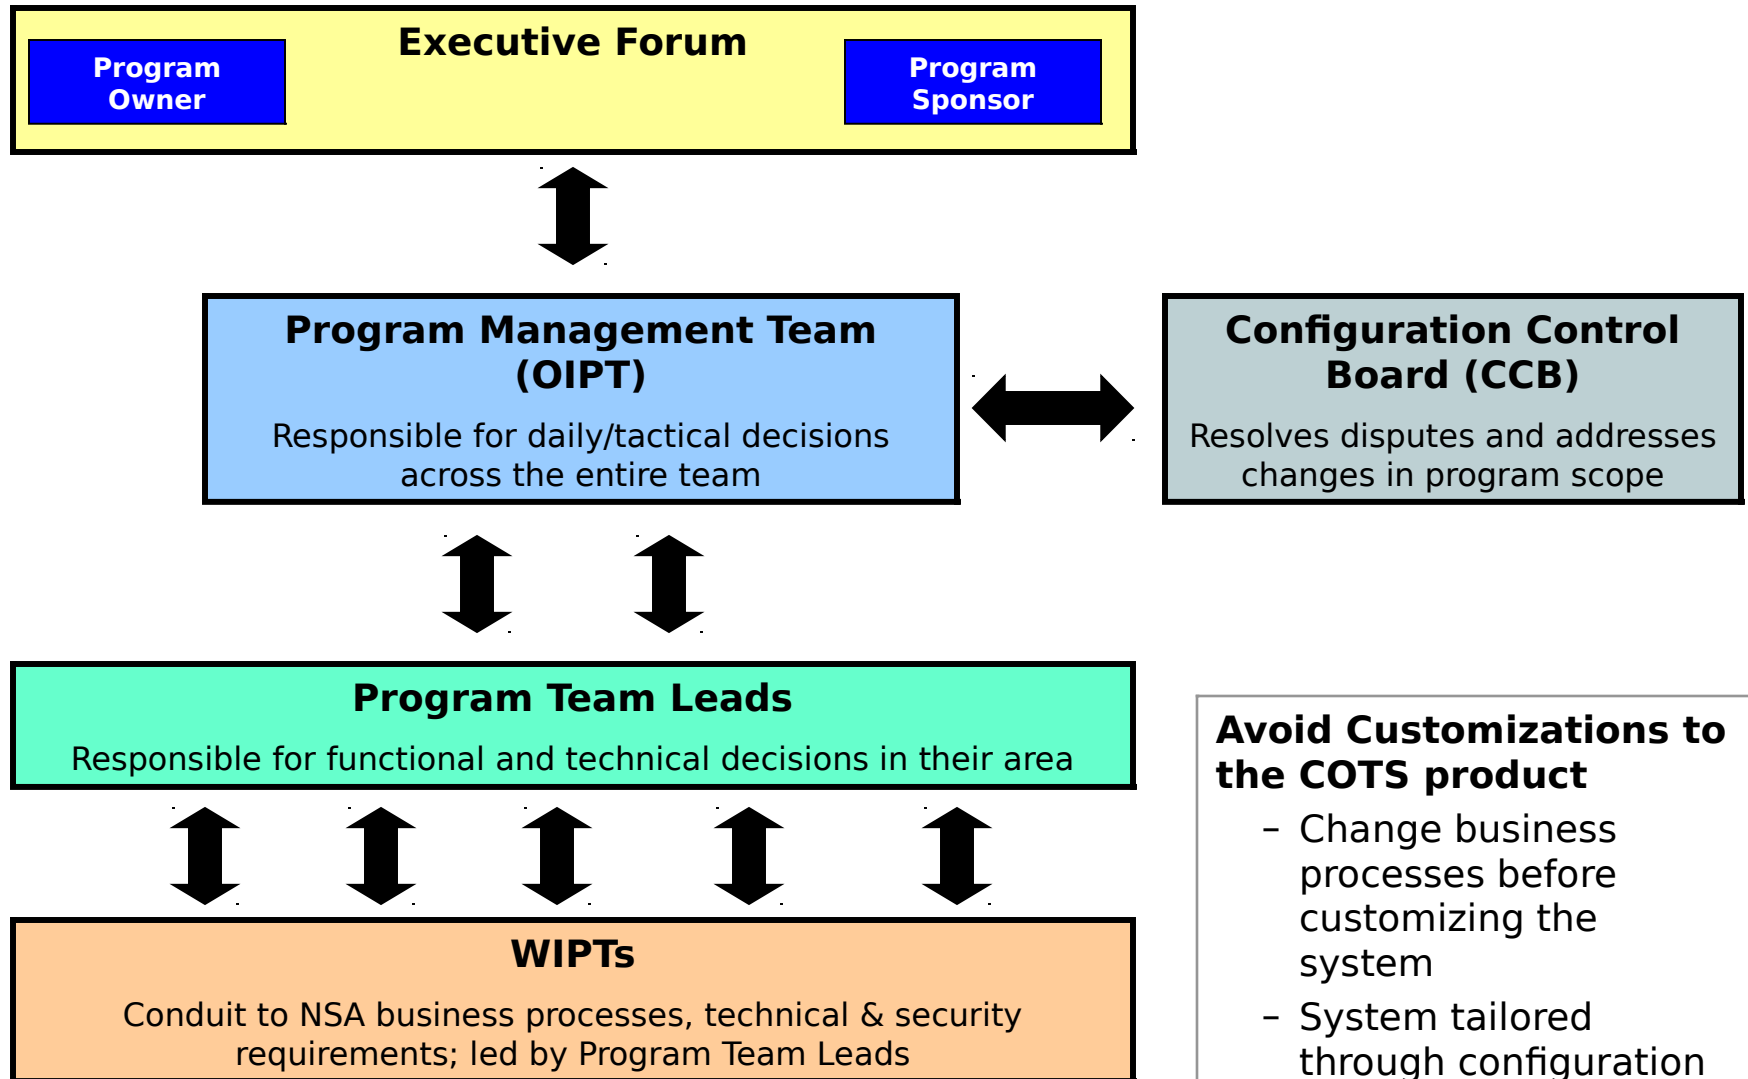 Executive Forum
Program
Owner
Program
Sponsor
Program Management Team
(OIPT)
Responsible for daily/tactical decisions
across the entire team
Configuration Control
Board (CCB)
Resolves disputes and addresses
changes in program scope
Program Team Leads
Responsible for functional and technical decisions in their area
WIPTs
Conduit to NSA business processes, technical & security
requirements; led by Program Team Leads
Avoid Customizations to
the COTS product
– Change business
processes before
customizing the
system
– System tailored
through configuration